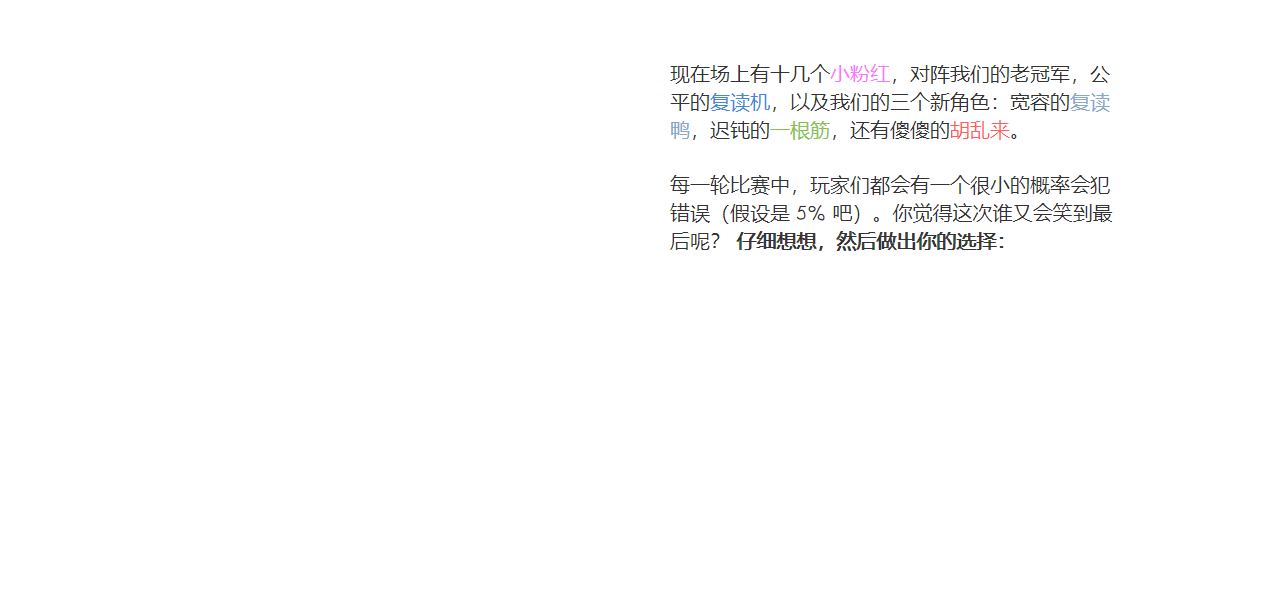 现在场上有十几个小粉红，对阵我们的老冠军，公
平的复读机，以及我们的三个新角色：宽容的复读
鸭，迟钝的一根筋，还有傻傻的胡乱来。
每一轮比赛中，玩家们都会有一个很小的概率会犯
错误（假设是 5% 吧）。你觉得这次谁又会笑到最
后呢？ 仔细想想，然后做出你的选择：